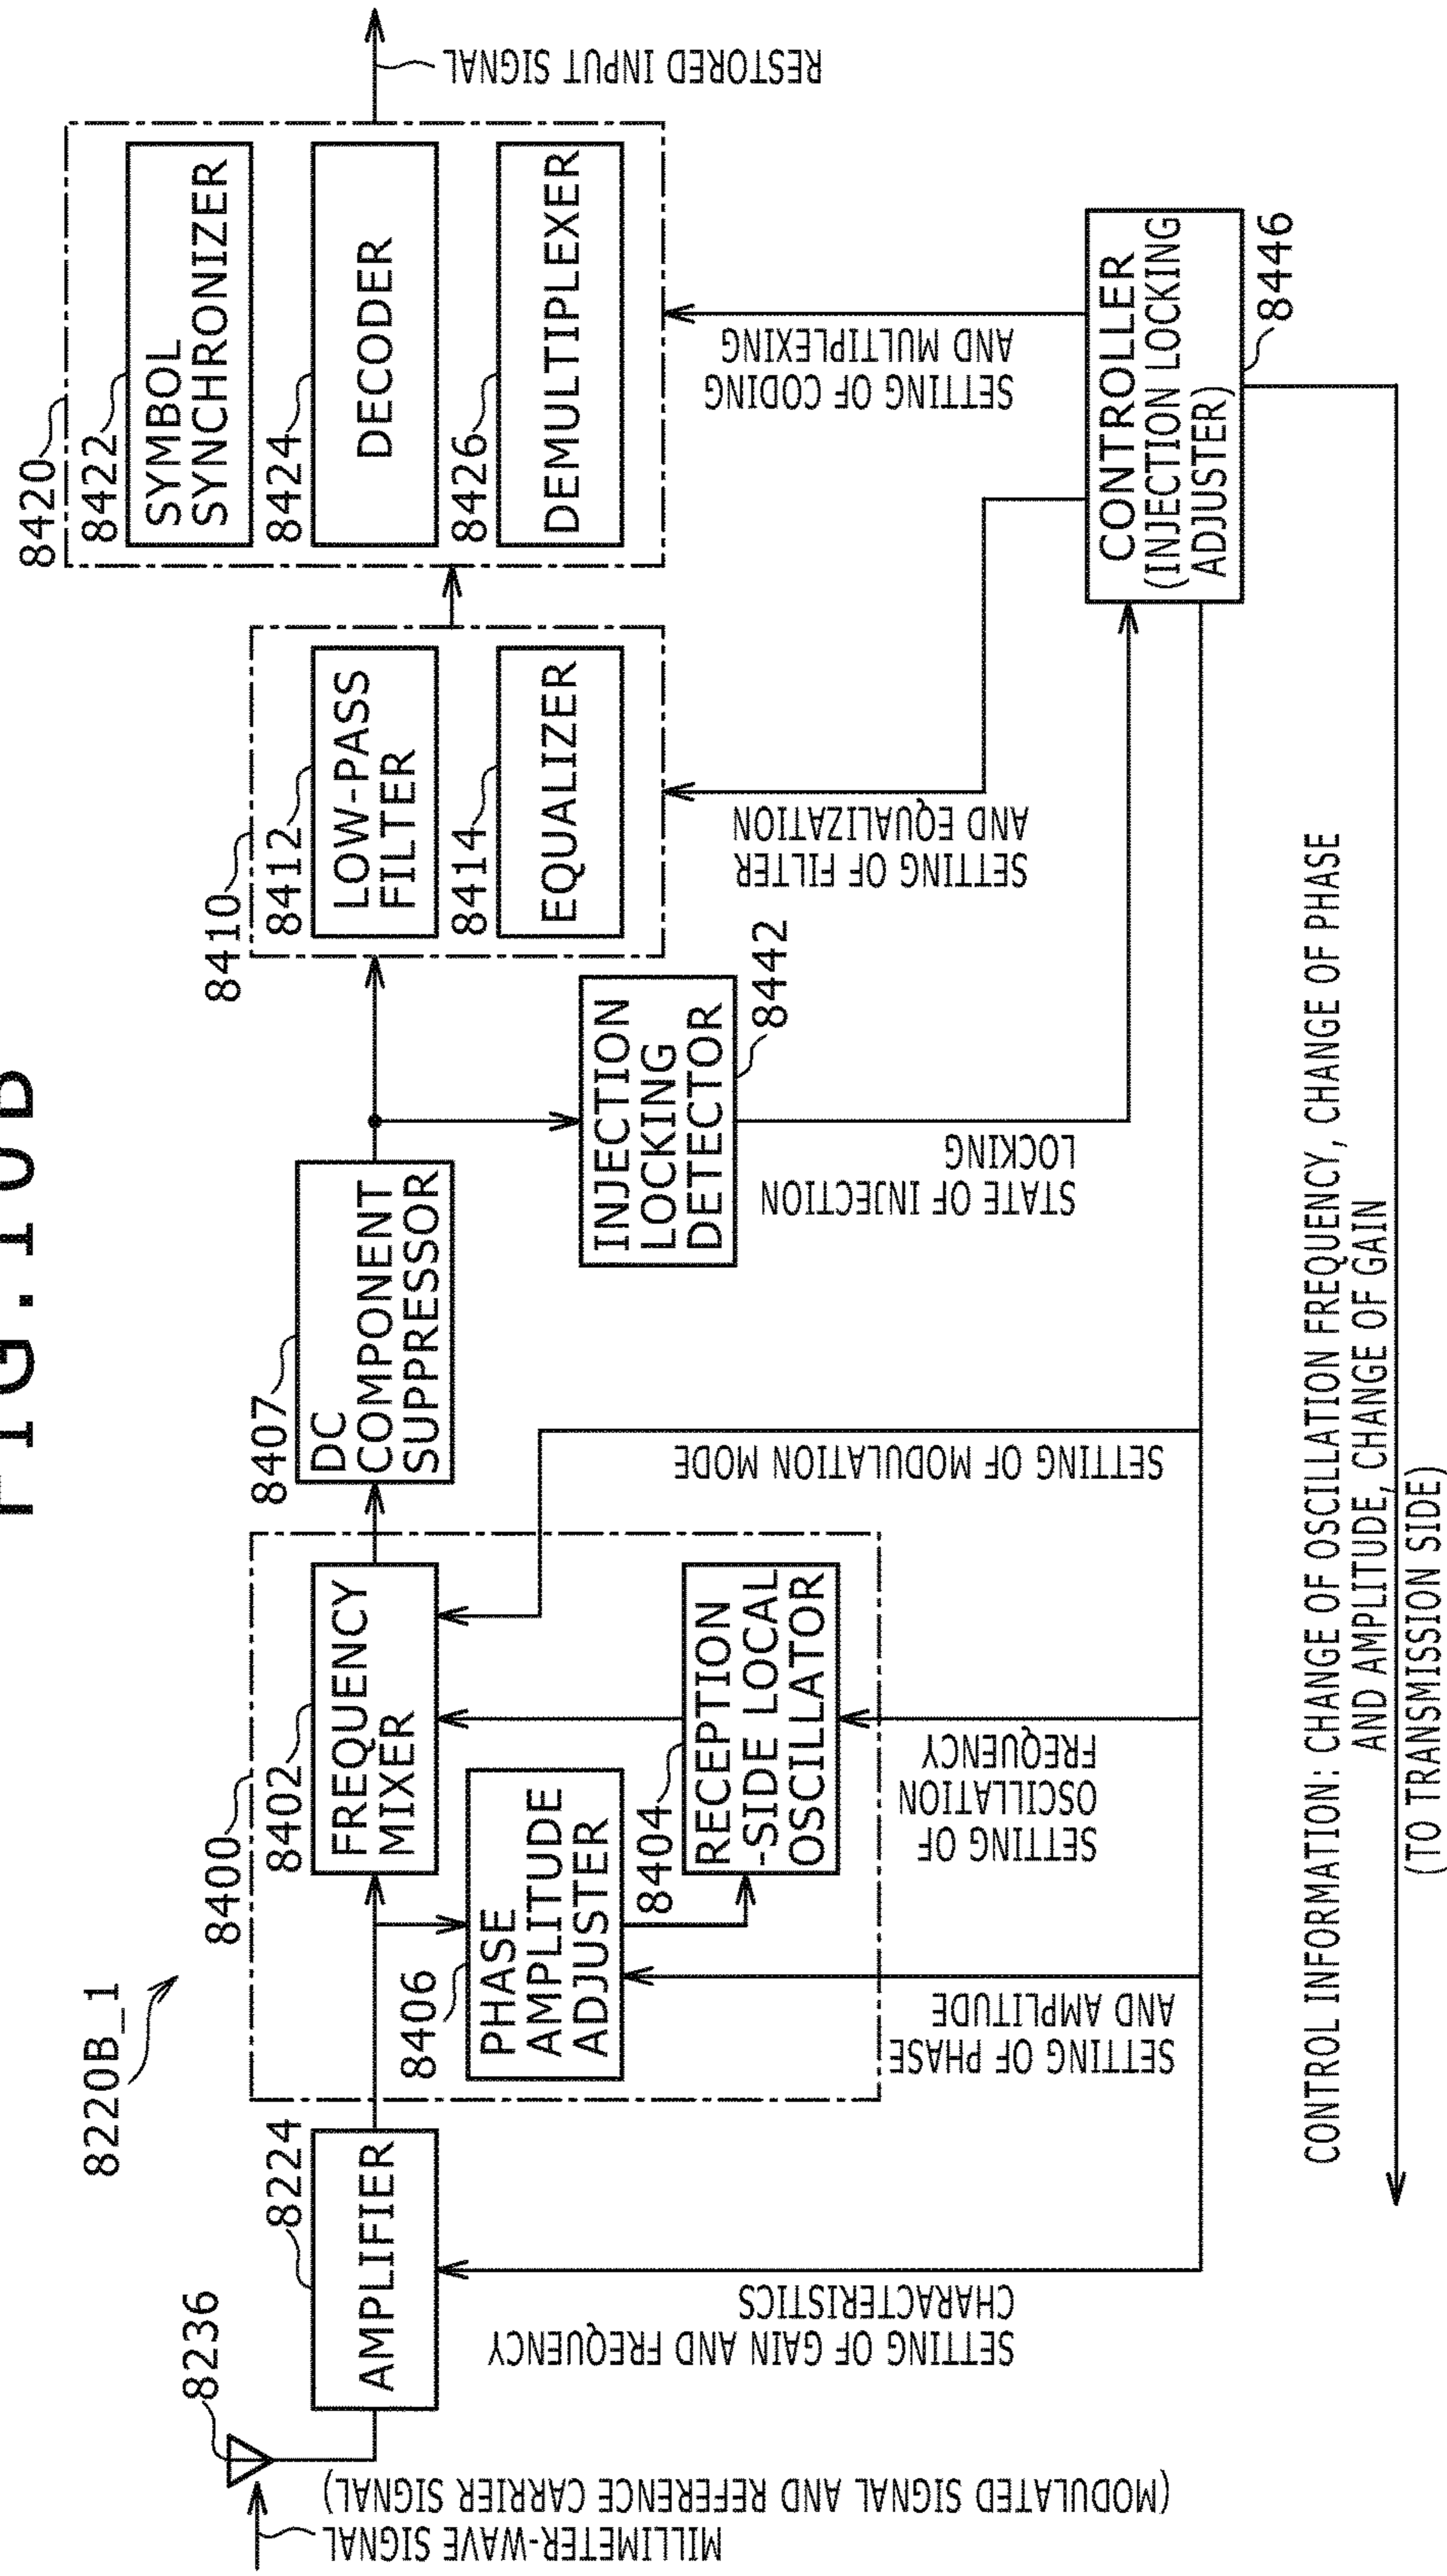 FIG.10B
8220B_1
8236
MILLIMETER-WAVE SIGNAL
(MODULATED SIGNAL AND REFERENCE CARRIER SIGNAL)
8224
AMPLIFIER
SETTING OF GAIN AND FREQUENCY
CHARACTERISTICS
8400
8402
FREQUENCY
MIXER
8406
PHASE
AMPLITUDE
ADJUSTER
SETTING OF PHASE
AND AMPLITUDE
8404
RECEPTION
-SIDE LOCAL
OSCILLATOR
SETTING OF
OSCILLATION
FREQUENCY
SETTING OF MODULATION MODE
8407
DC
COMPONENT
SUPPRESSOR
INJECTION
LOCKING
DETECTOR
8442
STATE OF INJECTION
LOCKING
8410
8412
LOW-PASS
FILTER
8414
EQUALIZER
SETTING OF FILTER
AND EQUALIZATION
8420
8422
SYMBOL
SYNCHRONIZER
8424
DECODER
8426
DEMULTIPLEXER
SETTING OF CODING
AND MULTIPLEXING
RESTORED INPUT SIGNAL
CONTROLLER
(INJECTION LOCKING
ADJUSTER)
8446
CONTROL INFORMATION: CHANGE OF OSCILLATION FREQUENCY, CHANGE OF PHASE
AND AMPLITUDE, CHANGE OF GAIN
(TO TRANSMISSION SIDE)